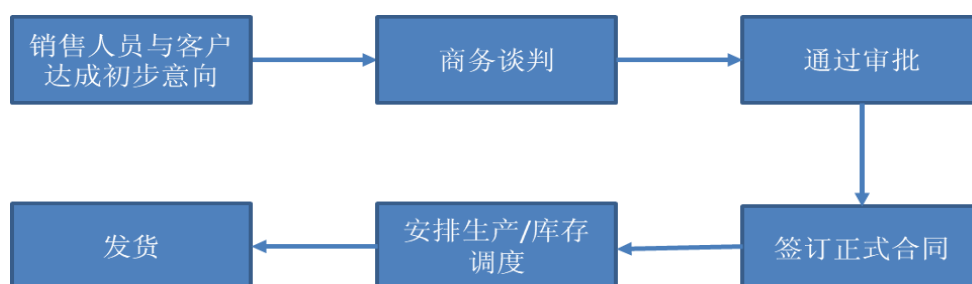 销售人员与客户
达成初步意向
商务谈判
通过审批
签订正式合同
安排生产/库存
调度
发货